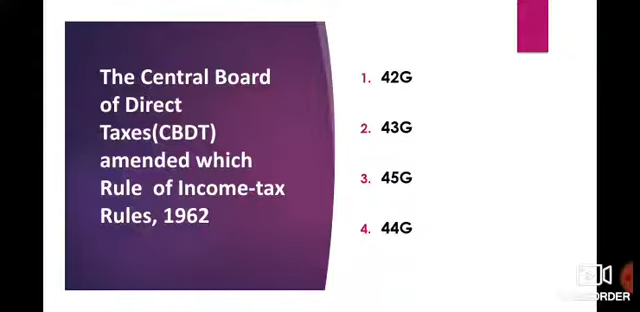 The Central Board
of Direct
Taxes(CBDT)
amended which
Rule of Income-tax
Rules, 1962
1. 42G
2. 43G
3. 45G
4. 44G